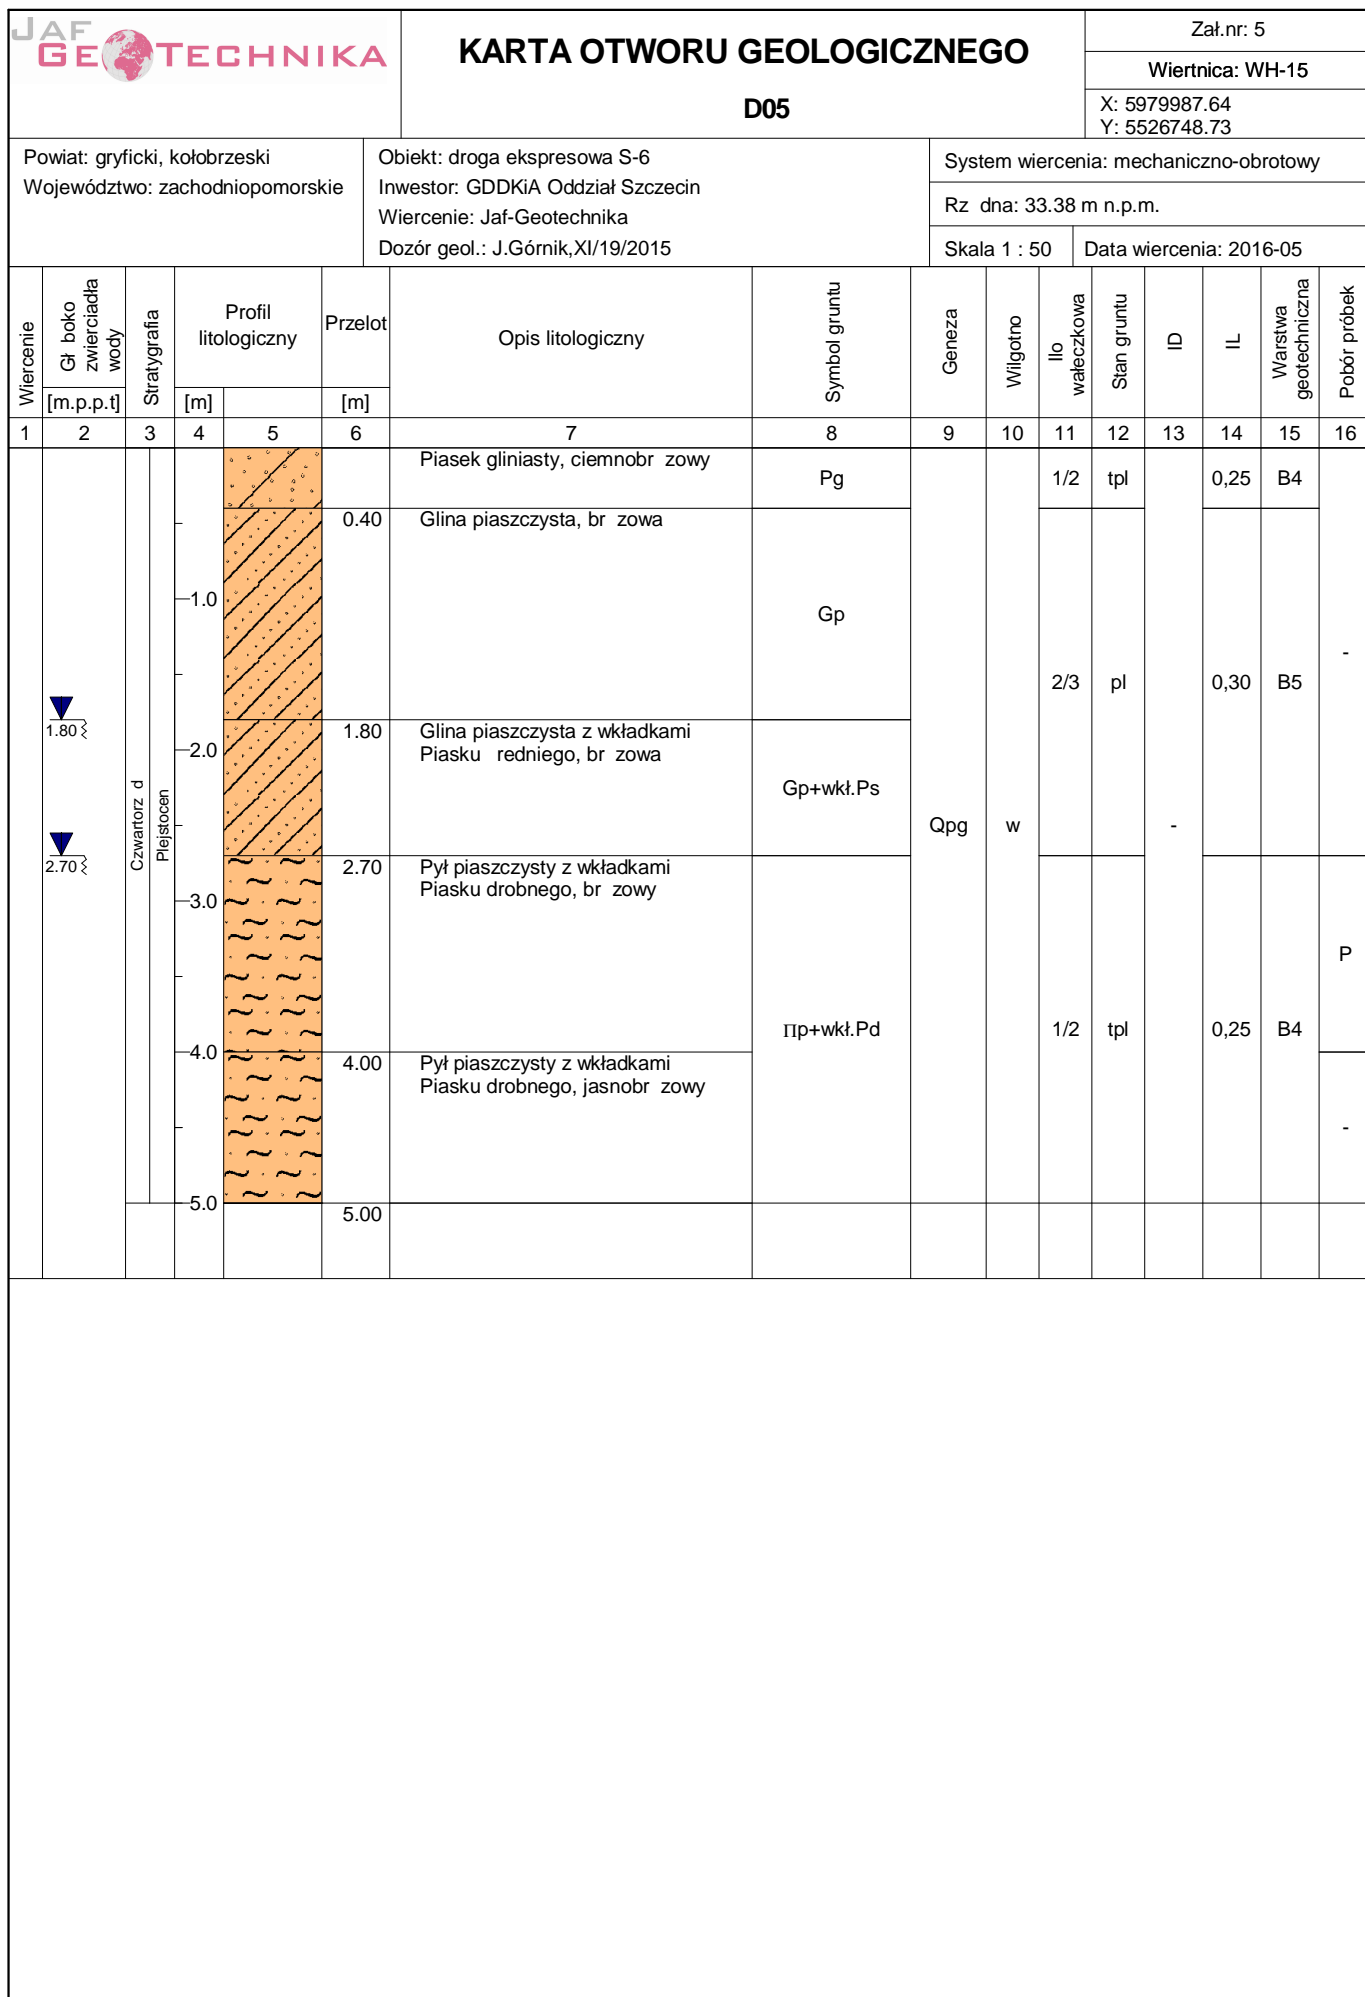 JAF
GEOTECHNIKA
KARTA OTWORU GEOLOGICZNEGO
D05
Zał.nr: 5
Wiertnica: WH-15
X: 5979987.64
Y: 5526748.73
Powiat: gryficki, kołobrzeski
Województwo: zachodniopomorskie
Obiekt: droga ekspresowa S-6
Inwestor: GDDKiA Oddział Szczecin
Wiercenie: Jaf-Geotechnika
Dozór geol.: J.Górnik,XI/19/2015
System wiercenia: mechaniczno-obrotowy
Rz dna: 33.38 m n.p.m.
Skala 1 : 50
Data wiercenia: 2016-05
Wiercenie
Gł boko
zwierciadła
wody
[m.p.p.t]
Stratygrafia
Profil
litologiczny
[m]
Przelot
[m]
Opis litologiczny
Symbol gruntu
Geneza
Wilgotno
Ilo
wałeczkowa
Stan gruntu
ID
IL
Warstwa
geotechniczna
Pobór próbek
1 2 3 4 5 6 7 8 9 10 11 12 13 14 15 16
Piasek gliniasty, ciemnobr zowy
Pg
1/2 tpl 0,25 B4
0.40
Glina piaszczysta, br zowa
1.0
Gp
-
2/3 pl 0,30 B5
1.80
1.80
Glina piaszczysta z wkładkami
Piasku redniego, br zowa
2.0
Gp+wkł.Ps
Czwartorz d
Plejstocen
Qpg w -
2.70
2.70
Pył piaszczysty z wkładkami
Piasku drobnego, br zowy
3.0
P
Πp+wkł.Pd
1/2 tpl 0,25 B4
4.0
4.00
Pył piaszczysty z wkładkami
Piasku drobnego, jasnobr zowy
-
5.0
5.00